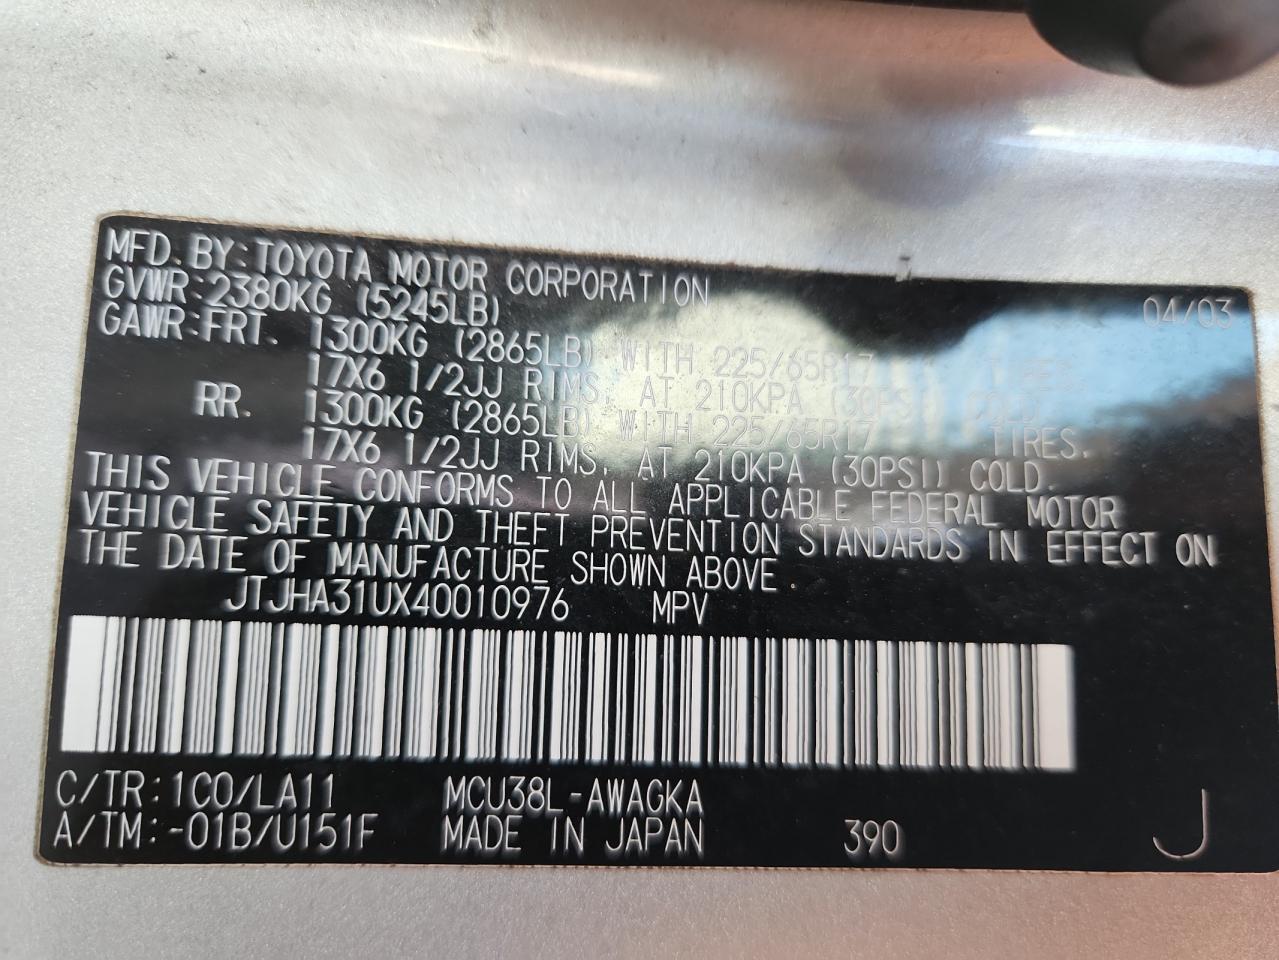 MFD. BY:TOYOTA MOTOR CORPORATION 04/03
GVWR:2380KG (5245LB)
GAWR:FRT. 1300KG (2865LB) WITH 225/65R17 TIRES,
17X6 1/2JJ RIMS, AT 210KPA (30PSI) COLD.
RR. 1300KG (2865LB) WITH 225/65R17 TIRES,
17X6 1/2JJ RIMS, AT 210KPA (30PSI) COLD.
THIS VEHICLE CONFORMS TO ALL APPLICABLE FEDERAL MOTOR
VEHICLE SAFETY AND THEFT PREVENTION STANDARDS IN EFFECT ON
THE DATE OF MANUFACTURE SHOWN ABOVE.
JTJHA31UX40010976 MPV
C/TR:1C0/LA11 MCU38L-AWAGKA
A/TM:-01B/U151F MADE IN JAPAN 390 J